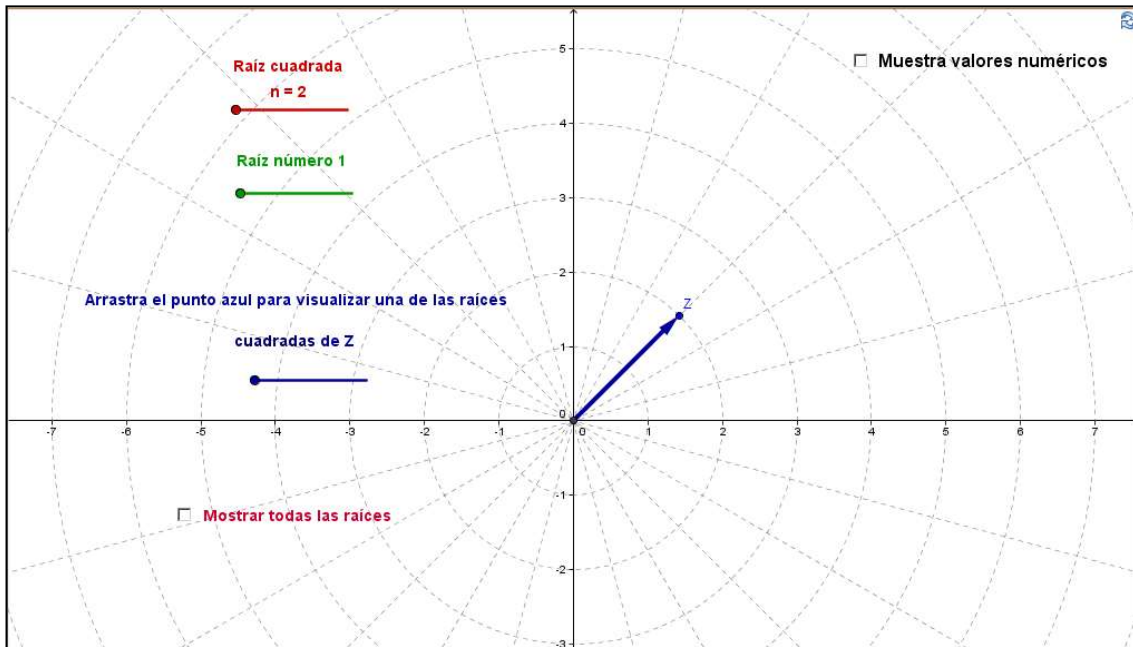 Raíz cuadrada
n = 2
Muestra valores numéricos
Raíz número 1
Arrastra el punto azul para visualizar una de las raíces
cuadradas de Z
Mostrar todas las raíces
Z
5
4
3
2
1
0
-7 -6 -5 -4 -3 -2 -1 0 1 2 3 4 5 6 7
-1
-2
-3